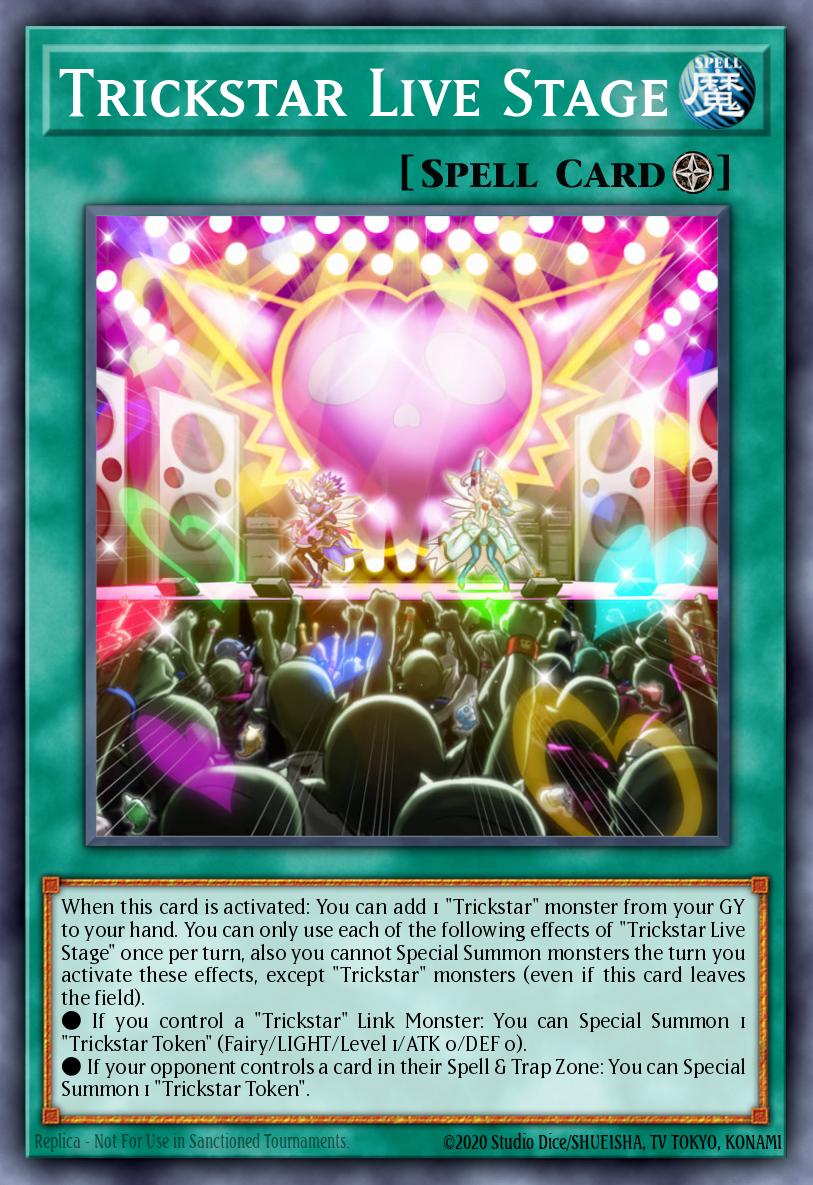 Trickstar Live Stage
SPELL
魔
[Spell Card]
When this card is activated: You can add 1 "Trickstar" monster from your GY
to your hand. You can only use each of the following effects of "Trickstar Live
Stage" once per turn, also you cannot Special Summon monsters the turn you
activate these effects, except "Trickstar" monsters (even if this card leaves
the field).
● If you control a "Trickstar" Link Monster: You can Special Summon 1
"Trickstar Token" (Fairy/LIGHT/Level 1/ATK 0/DEF 0).
● If your opponent controls a card in their Spell & Trap Zone: You can Special
Summon 1 "Trickstar Token".
Replica - Not For Use in Sanctioned Tournaments.
©2020 Studio Dice/SHUEISHA, TV TOKYO, KONAMI